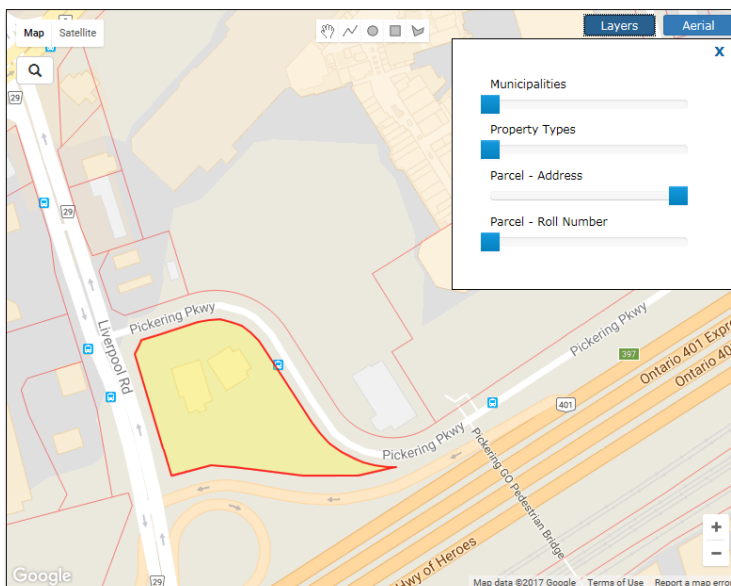 Map Satellite
Layers Aerial
X
Municipalities
Property Types
Parcel - Address
Parcel - Roll Number
29
29
Liverpool Rd
Pickering Pkwy
Pickering Pkwy
397
Ontario 401 Expre
Ontario 40
401
Pickering Pkwy
Pickering GO Pedestrian Bridge
Hwy of Heroes
29
+
−
Google
Map data ©2017 Google Terms of Use Report a map error